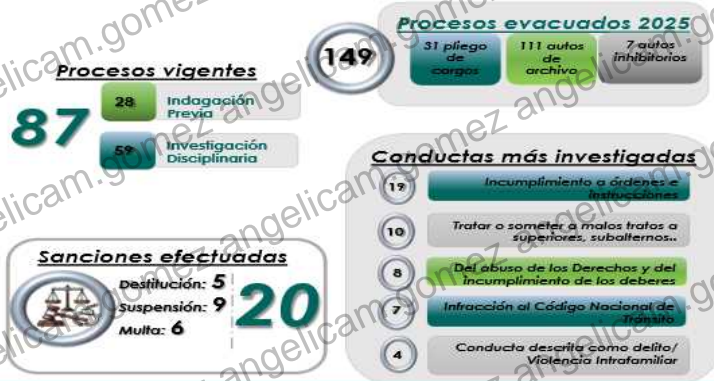 Procesos evacuados 2025
149
31 pliego
de
cargos
111 autos
de
archivo
7 autos
inhibitorios
Procesos vigentes
87
28
Indagación
Previa
59
Investigación
Disciplinaria
Conductas más investigadas
19
Incumplimiento a órdenes e
instrucciones
10
Tratar o someter a malos tratos a
superiores, subalternos..
8
Del abuso de los Derechos y del
incumplimiento de los deberes
7
Infracción al Código Nacional de
Tránsito
4
Conducta descrita como delito/
Violencia Intrafamiliar
Sanciones efectuadas
Destitución: 5
Suspensión: 9
Multa: 6
20
angelicam.gomez